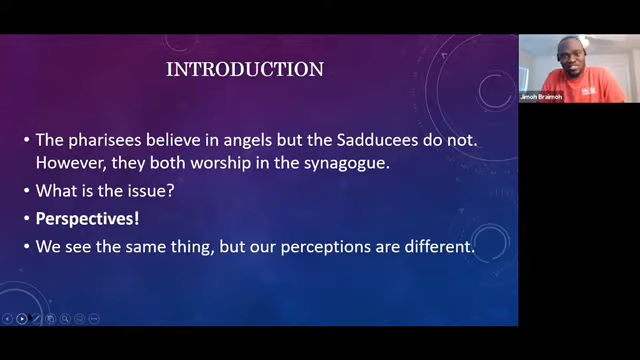 INTRODUCTION
• The pharisees believe in angels but the Sadducees do not.
However, they both worship in the synagogue.
• What is the issue?
• Perspectives!
• We see the same thing, but our perceptions are different.
Jimoh Braimoh